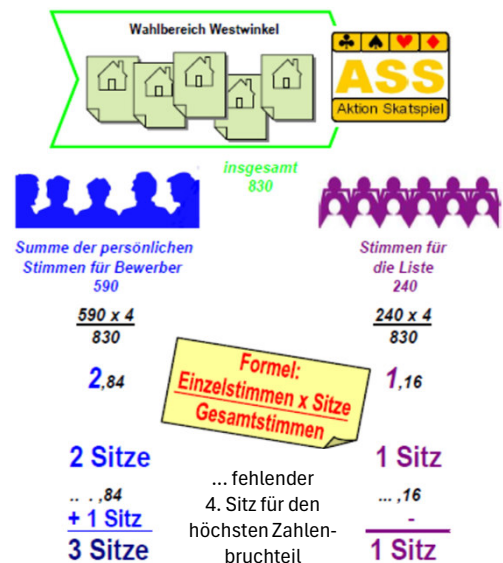 Wahlbereich Westwinkel
ASS
Aktion Skatspiel
insgesamt
830
Summe der persönlichen
Stimmen für Bewerber
590
Stimmen für
die Liste
240
590 x 4
830
240 x 4
830
2,84
Formel:
Einzelstimmen x Sitze
Gesamtstimmen
1,16
2 Sitze
.. . ,84
+ 1 Sitz
3 Sitze
... fehlender
4. Sitz für den
höchsten Zahlen-
bruchteil
1 Sitz
... ,16
-
1 Sitz